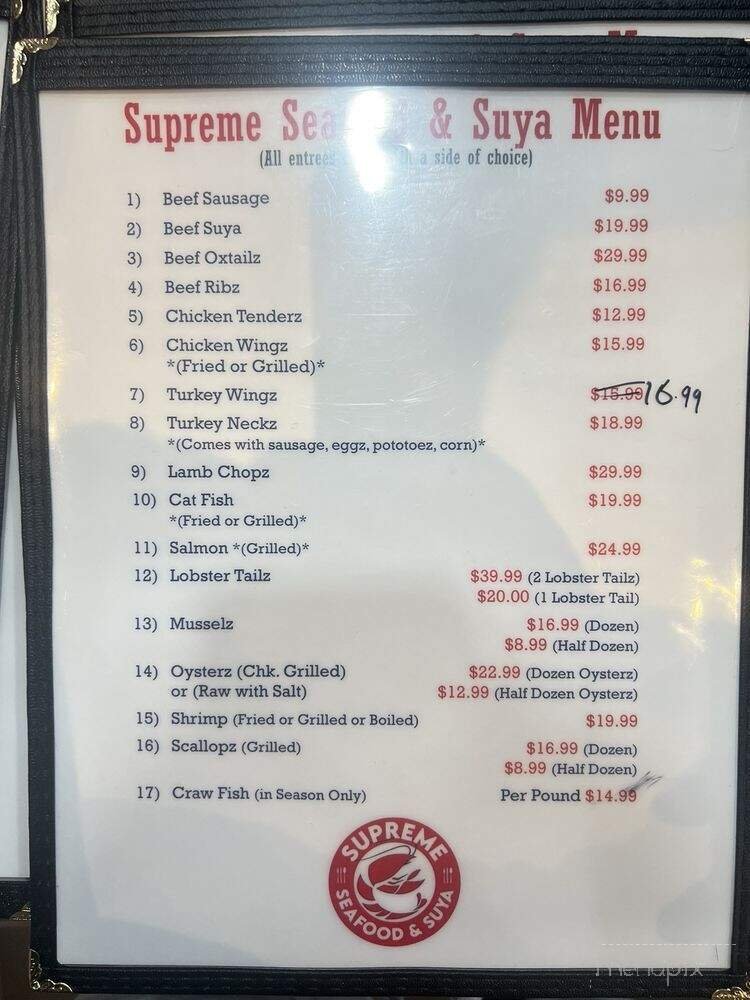 Supreme & Suya Menu
(All a side of choice)
1) Beef Sausage $9.99
2) Beef Suya $19.99
3) Beef Oxtailz $29.99
4) Beef Ribz $16.99
5) Chicken Tenderz $12.99
6) Chicken Wingz $15.99
*(Fried or Grilled)*
7) Turkey Wingz 16.99
8) Turkey Neckz $18.99
*(Comes with sausage, eggz, pototoez, corn)*
9) Lamb Chopz $29.99
10) Cat Fish $19.99
*(Fried or Grilled)*
11) Salmon *(Grilled)* $24.99
12) Lobster Tailz $39.99 (2 Lobster Tailz)
$20.00 (1 Lobster Tail)
13) Musselz $16.99 (Dozen)
$8.99 (Half Dozen)
14) Oysterz (Chk. Grilled) $22.99 (Dozen Oysterz)
or (Raw with Salt) $12.99 (Half Dozen Oysterz)
15) Shrimp (Fried or Grilled or Boiled) $19.99
16) Scallopz (Grilled) $16.99 (Dozen)
$8.99 (Half Dozen)
17) Craw Fish (in Season Only) Per Pound $14.99
SUPREME
SEAFOOD & SUYA
menupix